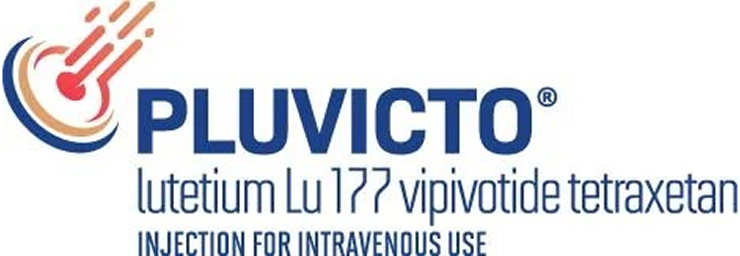 PLUVICTO®
lutetium Lu 177 vipivotide tetraxetan
INJECTION FOR INTRAVENOUS USE